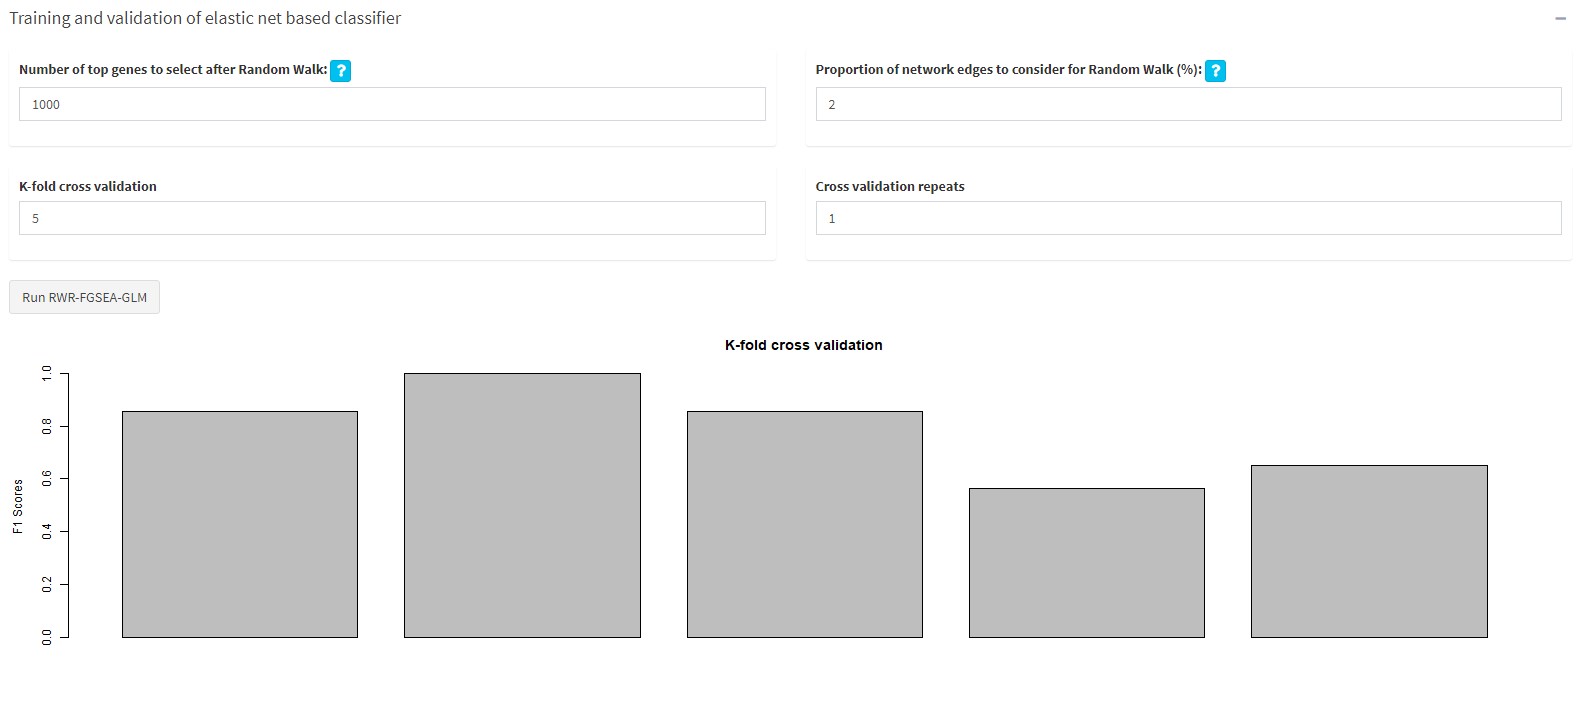 Training and validation of elastic net based classifier
Number of top genes to select after Random Walk: ?
Proportion of network edges to consider for Random Walk (%): ?
1000
2
K-fold cross validation
Cross validation repeats
5
1
Run RWR-FGSEA-GLM
K-fold cross validation
F1 Scores
1.0
0.8
0.6
0.4
0.2
0.0